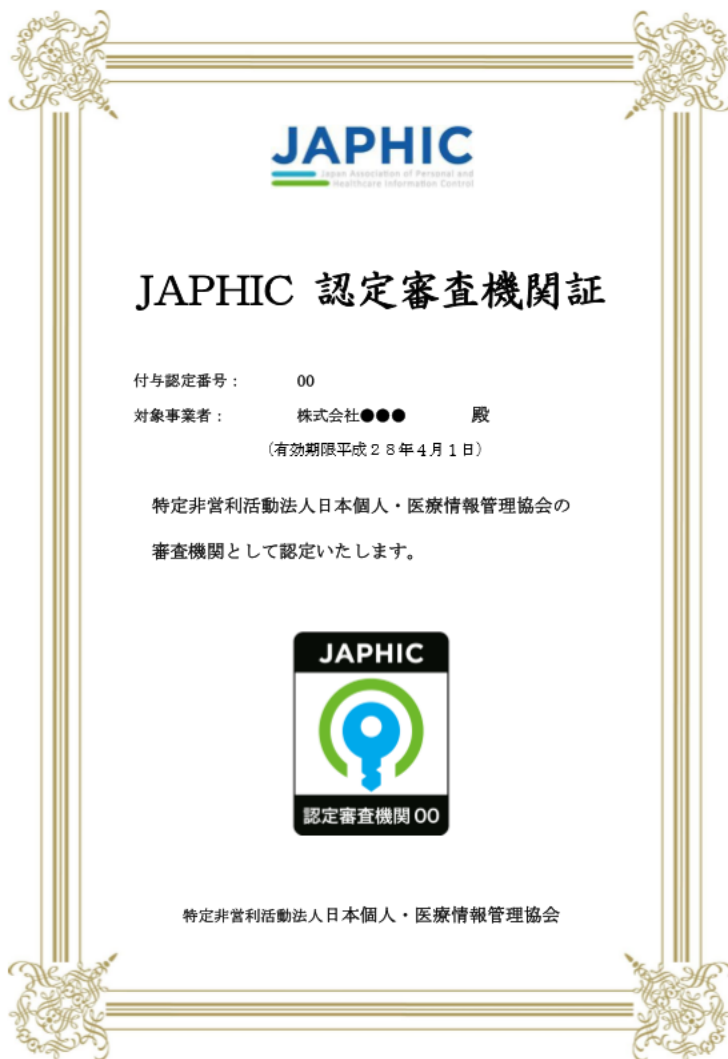 JAPHIC
Japan Association of Personal and
Healthcare Information Control
JAPHIC 認定審査機関証
付与認定番号： 00
対象事業者： 株式会社●●● 殿
（有効期限平成２８年４月１日）
特定非営利活動法人日本個人・医療情報管理協会の
審査機関として認定いたします。
JAPHIC
認定審査機関 00
特定非営利活動法人日本個人・医療情報管理協会